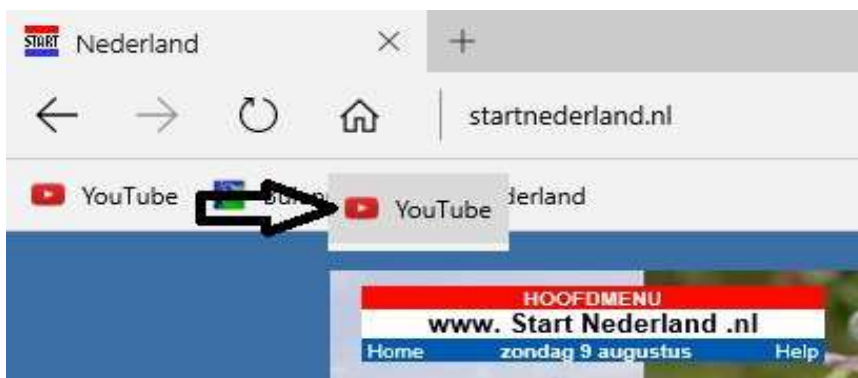 START Nederland
startnederland.nl
YouTube
YouTube
derland
HOOFDMENU
www. Start Nederland .nl
Home zondag 9 augustus Help